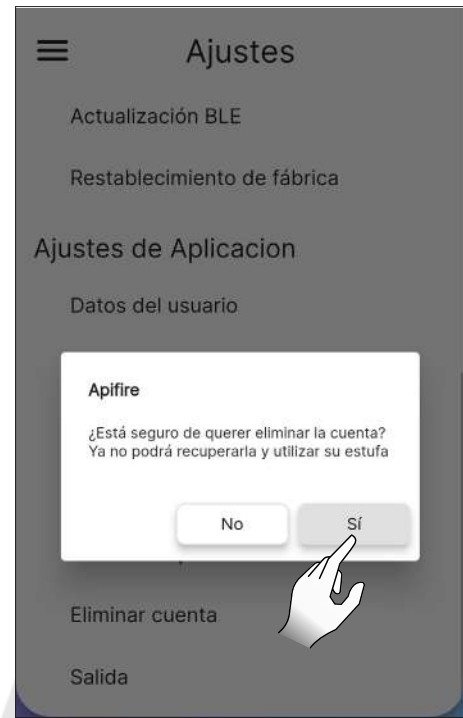 Ajustes
Actualización BLE
Restablecimiento de fábrica
Ajustes de Aplicacion
Datos del usuario
Apifire
¿Está seguro de querer eliminar la cuenta?
Ya no podrá recuperarla y utilizar su estufa
No
Sí
Eliminar cuenta
Salida